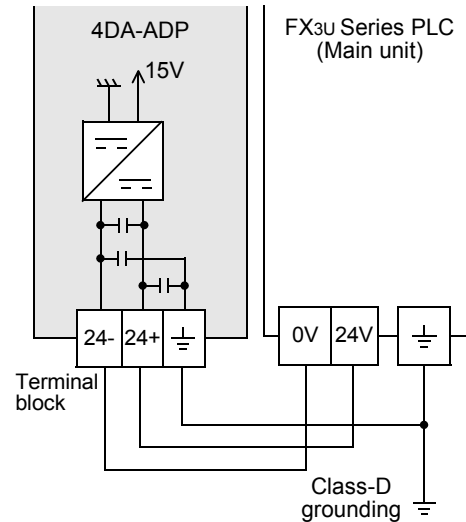 4DA-ADP
FX3U Series PLC
(Main unit)
15V
24-
24+
0V
24V
Terminal
block
Class-D
grounding